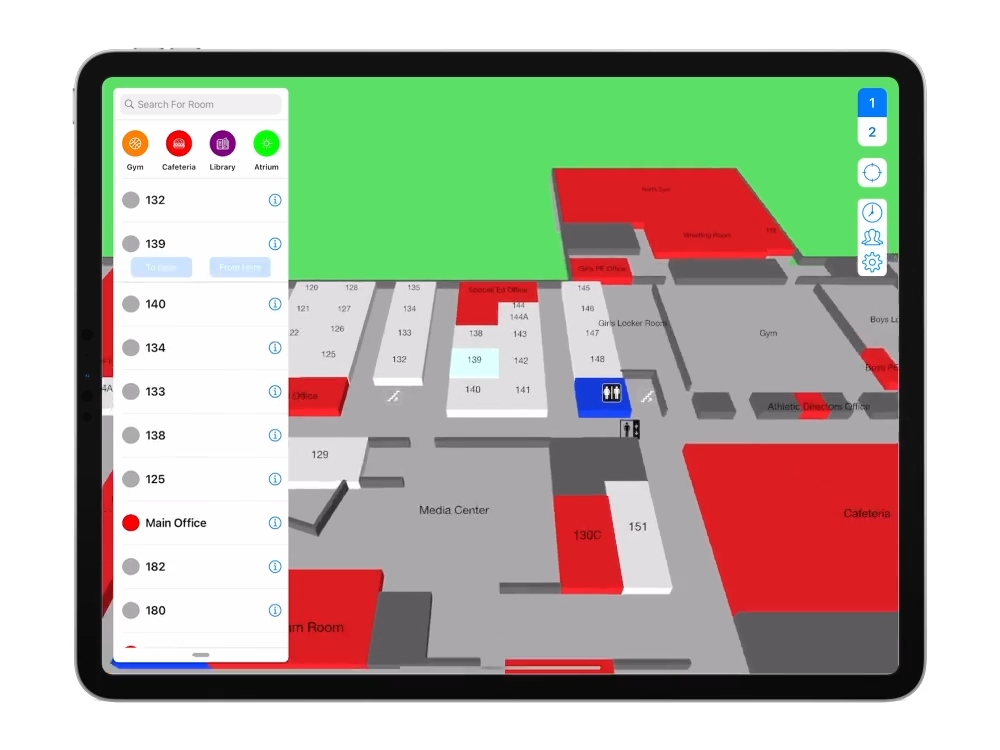 Search For Room
Gym
Cafeteria
Library
Atrium
132
139
To Here
From Here
140
134
133
138
125
Main Office
182
180
1
2
Wrestling Room
Girls PE Office
Special Ed Office
120
128
135
145
121
127
134
144
146
144A
Girls Locker Room
22
126
133
138
143
147
Gym
Boys Lo
125
132
139
142
148
Boys PE
4A
Office
140
141
Athletic Directors Office
129
Media Center
130C
151
Cafeteria
am Room